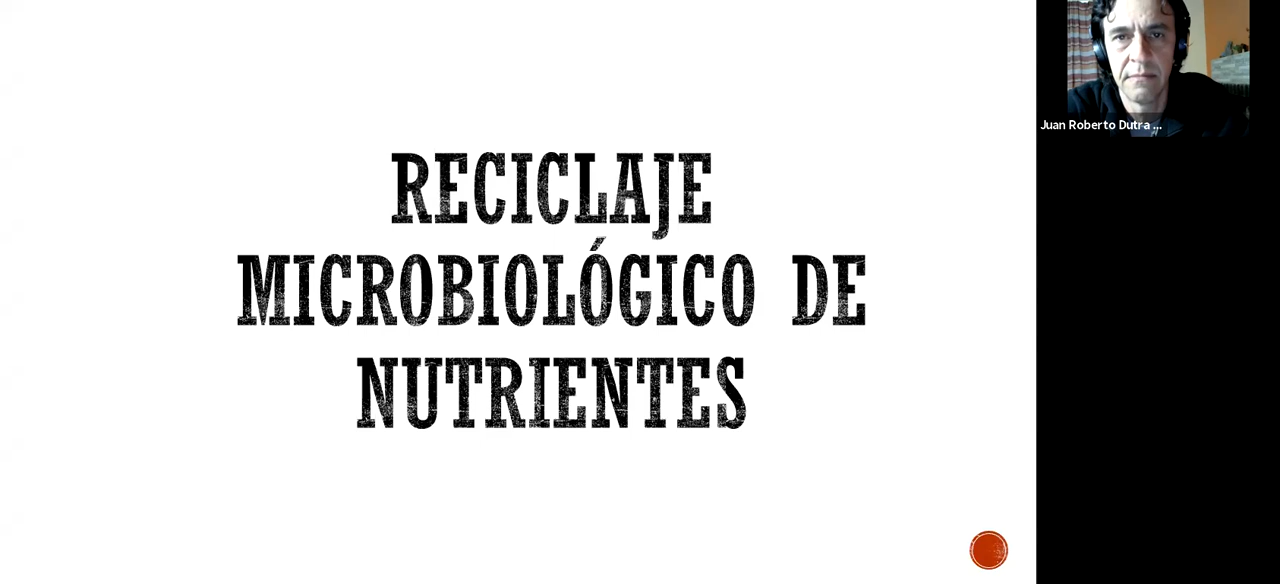 RECICLAJE
MICROBIOLÓGICO DE
NUTRIENTES
Juan Roberto Dutra ...